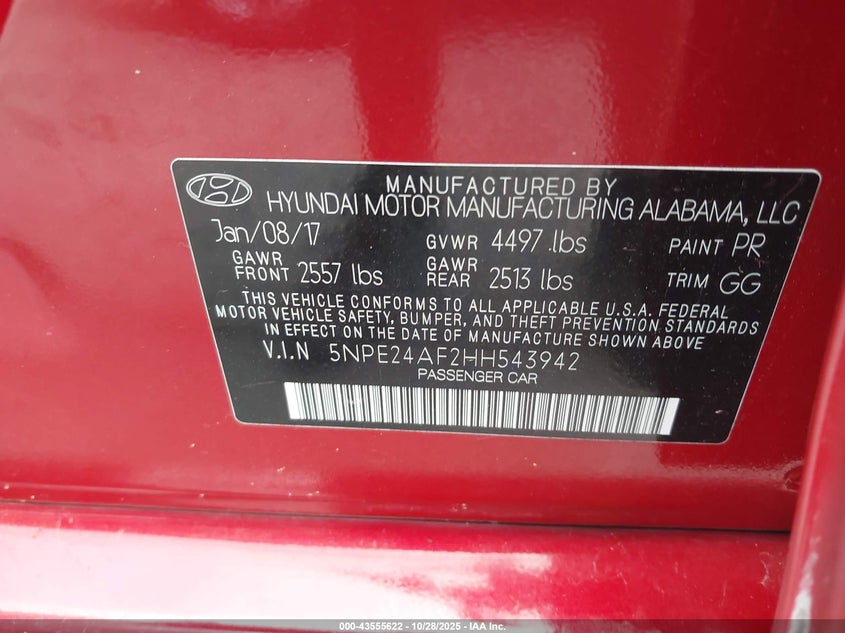 MANUFACTURED BY
HYUNDAI MOTOR MANUFACTURING ALABAMA, LLC
Jan/08/17 GVWR 4497 .lbs PAINT PR
GAWR FRONT 2557 lbs GAWR REAR 2513 lbs TRIM GG
THIS VEHICLE CONFORMS TO ALL APPLICABLE U.S.A. FEDERAL
MOTOR VEHICLE SAFETY, BUMPER, AND THEFT PREVENTION STANDARDS
IN EFFECT ON THE DATE OF MANUFACTURE SHOWN ABOVE
V.I.N 5NPE24AF2HH543942
PASSENGER CAR
000-43555622 - 10/28/2025 - IAA Inc.